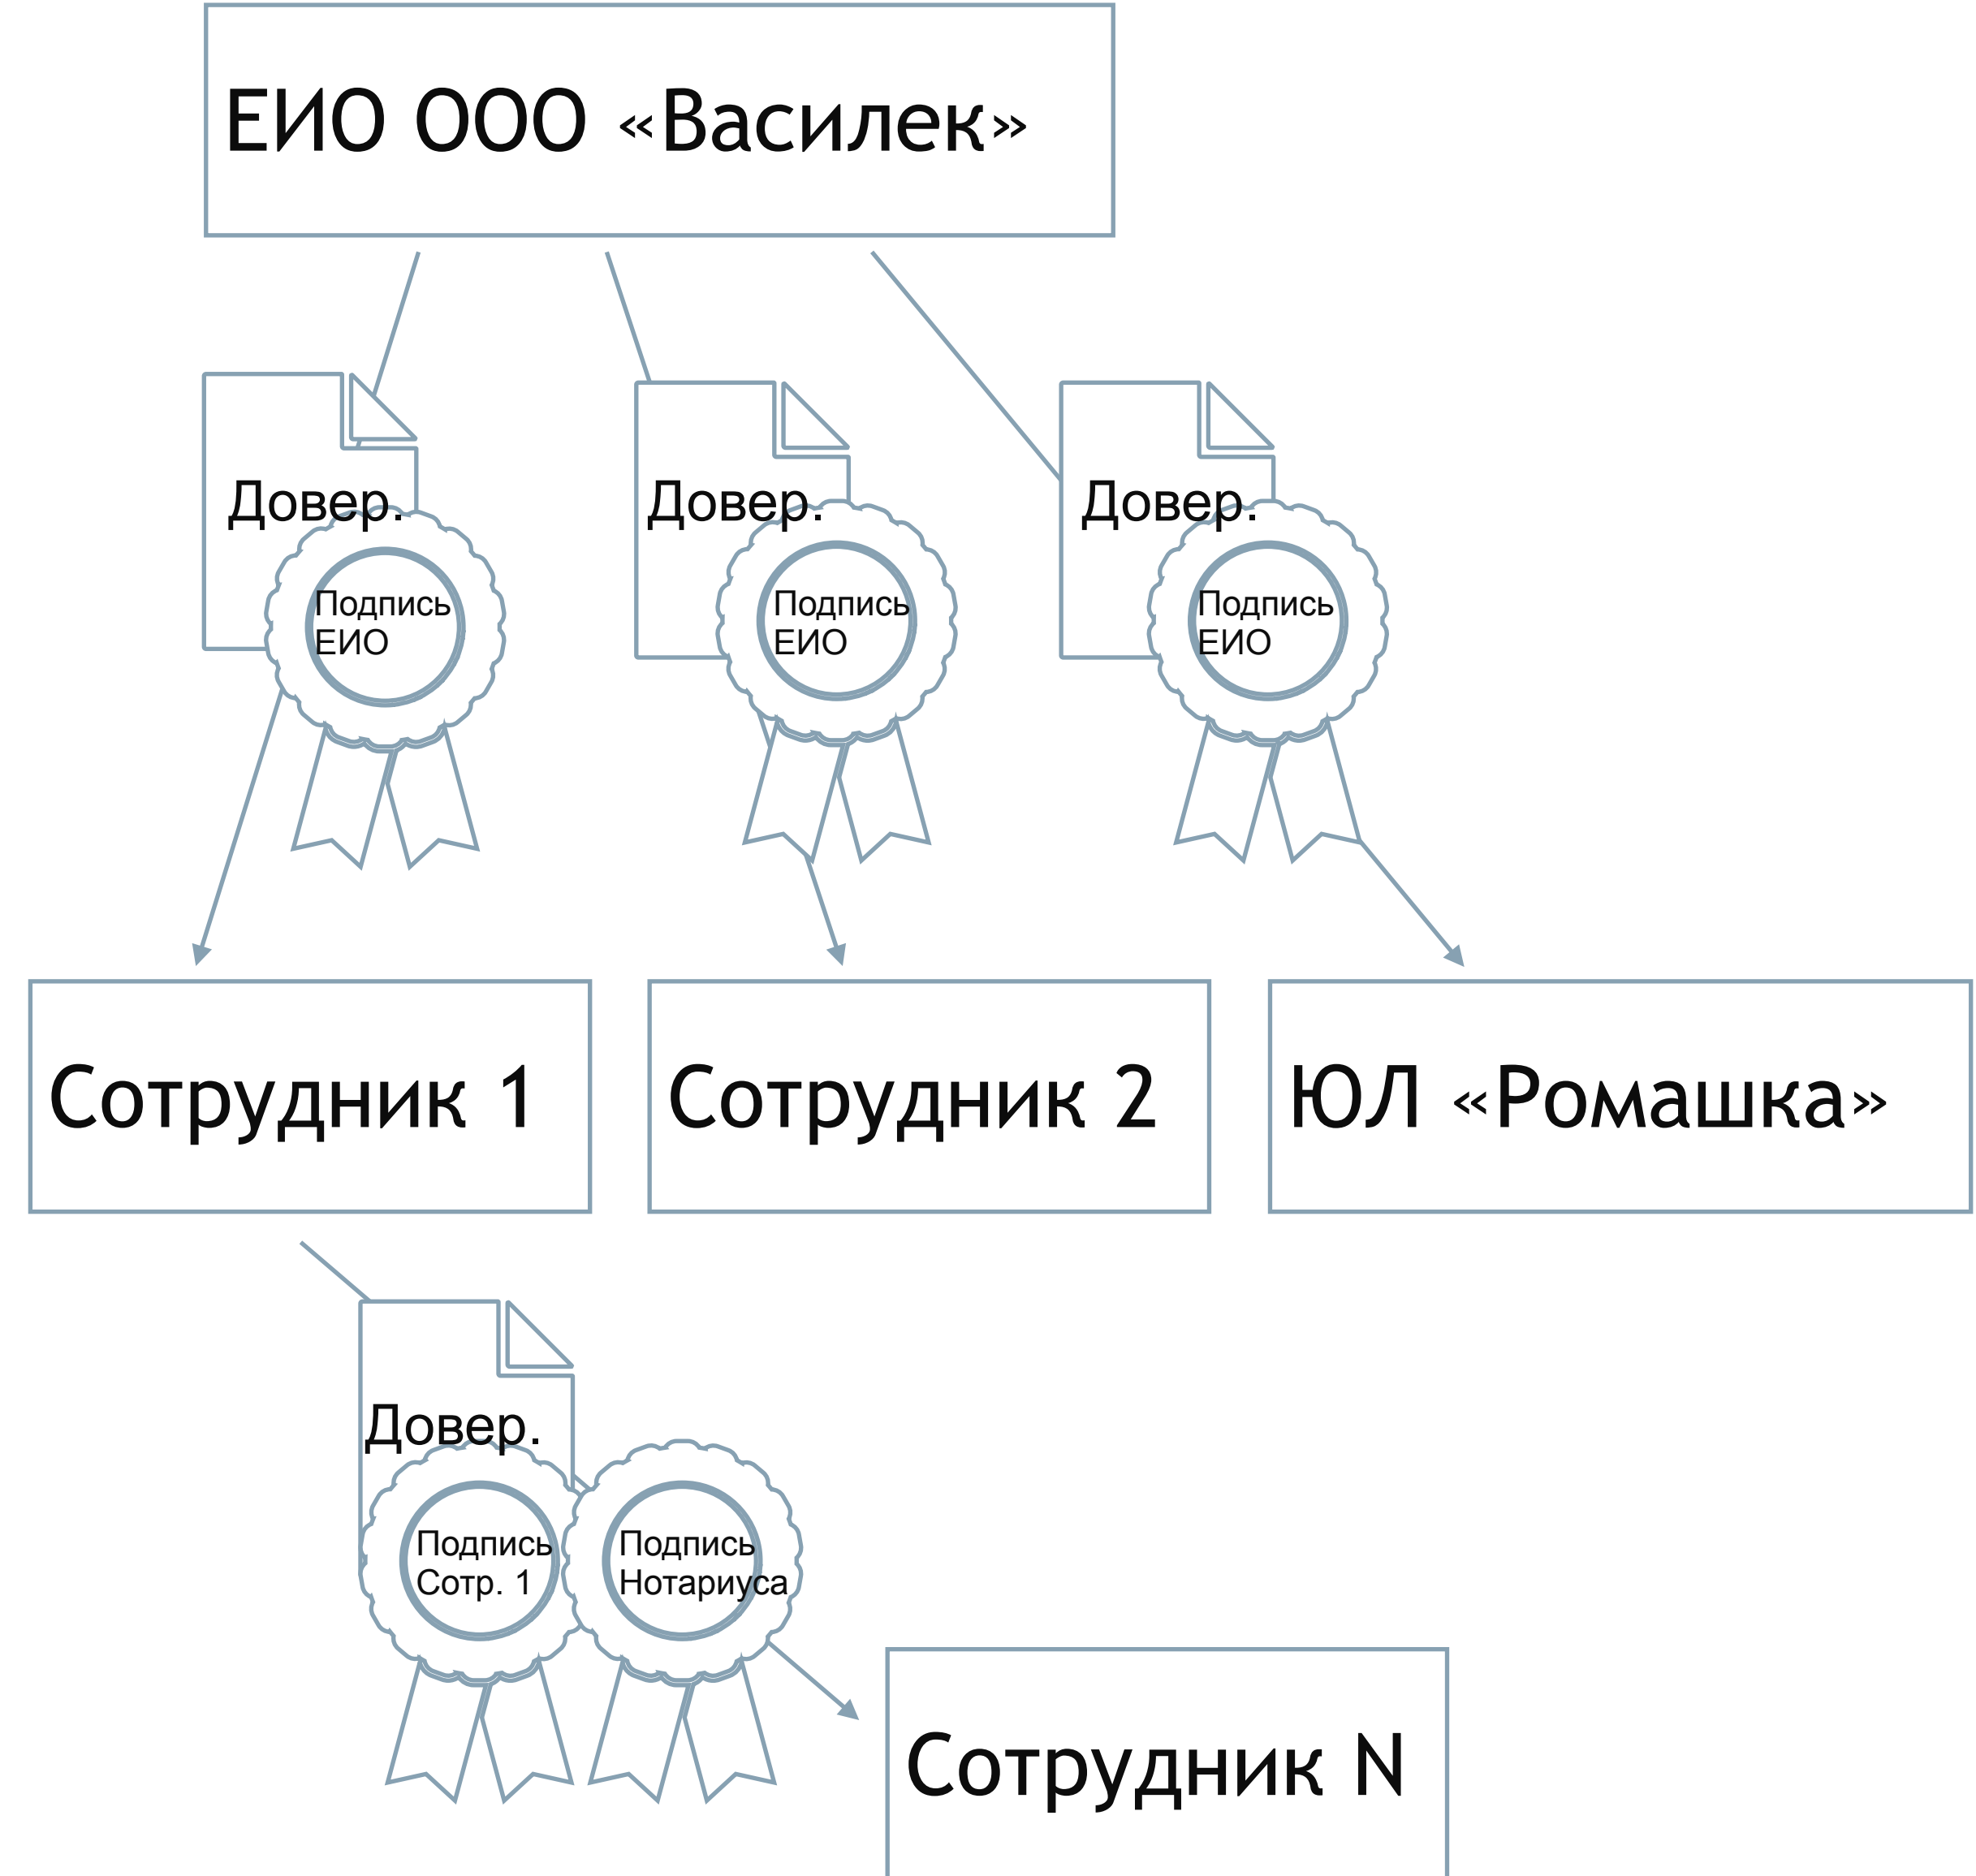 ЕИО ООО «Василек»
Довер.
Подпись
ЕИО
Довер.
Подпись
ЕИО
Довер.
Подпись
ЕИО
Сотрудник 1
Сотрудник 2
ЮЛ «Ромашка»
Довер.
Подпись
Сотр. 1
Подпись
Нотариуса
Сотрудник N